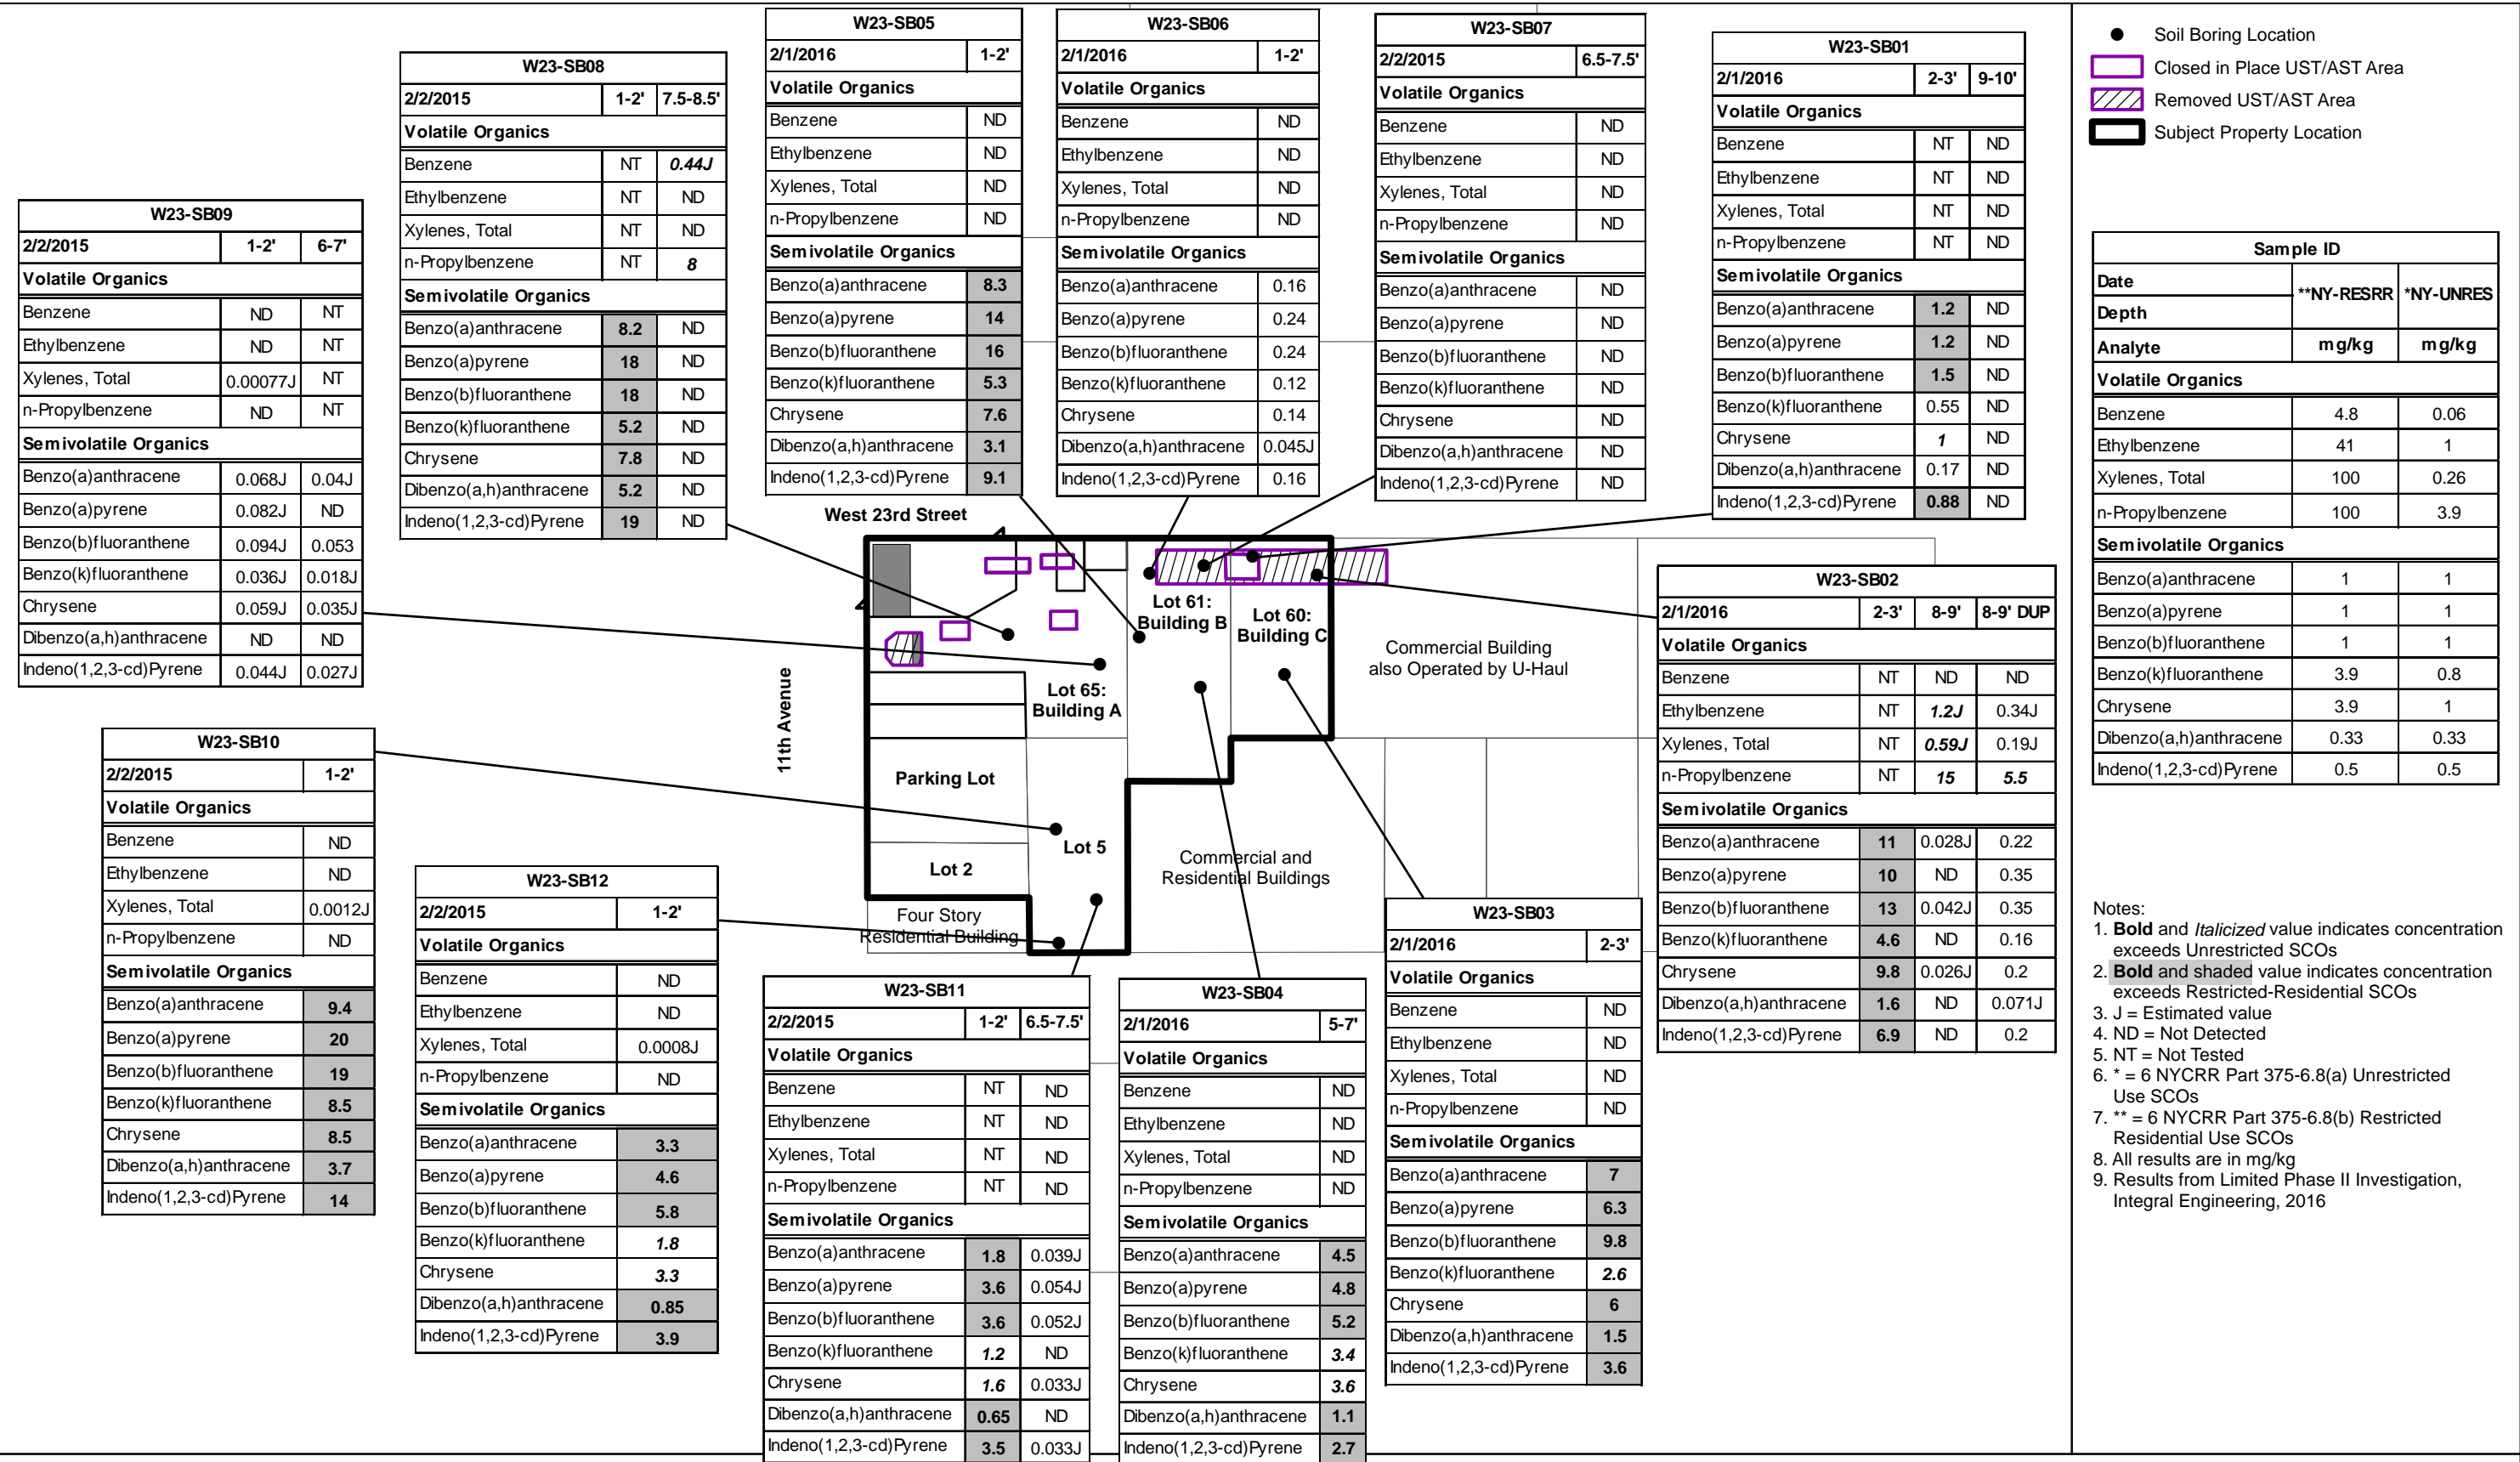 W23-SB05
2/1/2016 1-2'
Volatile Organics
Benzene ND
Ethylbenzene ND
Xylenes, Total ND
n-Propylbenzene ND
Semivolatile Organics
Benzo(a)anthracene 8.3
Benzo(a)pyrene 14
Benzo(b)fluoranthene 16
Benzo(k)fluoranthene 5.3
Chrysene 7.6
Dibenzo(a,h)anthracene 3.1
Indeno(1,2,3-cd)Pyrene 9.1
W23-SB06
2/1/2016 1-2'
Volatile Organics
Benzene ND
Ethylbenzene ND
Xylenes, Total ND
n-Propylbenzene ND
Semivolatile Organics
Benzo(a)anthracene 0.16
Benzo(a)pyrene 0.24
Benzo(b)fluoranthene 0.24
Benzo(k)fluoranthene 0.12
Chrysene 0.14
Dibenzo(a,h)anthracene 0.045J
Indeno(1,2,3-cd)Pyrene 0.16
W23-SB07
2/2/2015 6.5-7.5'
Volatile Organics
Benzene ND
Ethylbenzene ND
Xylenes, Total ND
n-Propylbenzene ND
Semivolatile Organics
Benzo(a)anthracene ND
Benzo(a)pyrene ND
Benzo(b)fluoranthene ND
Benzo(k)fluoranthene ND
Chrysene ND
Dibenzo(a,h)anthracene ND
Indeno(1,2,3-cd)Pyrene ND
W23-SB01
2/1/2016 2-3' 9-10'
Volatile Organics
Benzene NT ND
Ethylbenzene NT ND
Xylenes, Total NT ND
n-Propylbenzene NT ND
Semivolatile Organics
Benzo(a)anthracene 1.2 ND
Benzo(a)pyrene 1.2 ND
Benzo(b)fluoranthene 1.5 ND
Benzo(k)fluoranthene 0.55 ND
Chrysene 1 ND
Dibenzo(a,h)anthracene 0.17 ND
Indeno(1,2,3-cd)Pyrene 0.88 ND
W23-SB08
2/2/2015 1-2' 7.5-8.5'
Volatile Organics
Benzene NT 0.44J
Ethylbenzene NT ND
Xylenes, Total NT ND
n-Propylbenzene NT 8
Semivolatile Organics
Benzo(a)anthracene 8.2 ND
Benzo(a)pyrene 18 ND
Benzo(b)fluoranthene 18 ND
Benzo(k)fluoranthene 5.2 ND
Chrysene 7.8 ND
Dibenzo(a,h)anthracene 5.2 ND
Indeno(1,2,3-cd)Pyrene 19 ND
W23-SB09
2/2/2015 1-2' 6-7'
Volatile Organics
Benzene ND NT
Ethylbenzene ND NT
Xylenes, Total 0.00077J NT
n-Propylbenzene ND NT
Semivolatile Organics
Benzo(a)anthracene 0.068J 0.04J
Benzo(a)pyrene 0.082J ND
Benzo(b)fluoranthene 0.094J 0.053
Benzo(k)fluoranthene 0.036J 0.018J
Chrysene 0.059J 0.035J
Dibenzo(a,h)anthracene ND ND
Indeno(1,2,3-cd)Pyrene 0.044J 0.027J
West 23rd Street
11th Avenue
Lot 61:
Building B
Lot 60:
Building C
Lot 65:
Building A
Parking Lot
Lot 5
Lot 2
Commercial Building
also Operated by U-Haul
Commercial and
Residential Buildings
Four Story
Residential Building
W23-SB02
2/1/2016 2-3' 8-9' 8-9' DUP
Volatile Organics
Benzene NT ND ND
Ethylbenzene NT 1.2J 0.34J
Xylenes, Total NT 0.59J 0.19J
n-Propylbenzene NT 15 5.5
Semivolatile Organics
Benzo(a)anthracene 11 0.028J 0.22
Benzo(a)pyrene 10 ND 0.35
Benzo(b)fluoranthene 13 0.042J 0.35
Benzo(k)fluoranthene 4.6 ND 0.16
Chrysene 9.8 0.026J 0.2
Dibenzo(a,h)anthracene 1.6 ND 0.071J
Indeno(1,2,3-cd)Pyrene 6.9 ND 0.2
W23-SB10
2/2/2015 1-2'
Volatile Organics
Benzene ND
Ethylbenzene ND
Xylenes, Total 0.0012J
n-Propylbenzene ND
Semivolatile Organics
Benzo(a)anthracene 9.4
Benzo(a)pyrene 20
Benzo(b)fluoranthene 19
Benzo(k)fluoranthene 8.5
Chrysene 8.5
Dibenzo(a,h)anthracene 3.7
Indeno(1,2,3-cd)Pyrene 14
W23-SB12
2/2/2015 1-2'
Volatile Organics
Benzene ND
Ethylbenzene ND
Xylenes, Total 0.0008J
n-Propylbenzene ND
Semivolatile Organics
Benzo(a)anthracene 3.3
Benzo(a)pyrene 4.6
Benzo(b)fluoranthene 5.8
Benzo(k)fluoranthene 1.8
Chrysene 3.3
Dibenzo(a,h)anthracene 0.85
Indeno(1,2,3-cd)Pyrene 3.9
W23-SB11
2/2/2015 1-2' 6.5-7.5'
Volatile Organics
Benzene NT ND
Ethylbenzene NT ND
Xylenes, Total NT ND
n-Propylbenzene NT ND
Semivolatile Organics
Benzo(a)anthracene 1.8 0.039J
Benzo(a)pyrene 3.6 0.054J
Benzo(b)fluoranthene 3.6 0.052J
Benzo(k)fluoranthene 1.2 ND
Chrysene 1.6 0.033J
Dibenzo(a,h)anthracene 0.65 ND
Indeno(1,2,3-cd)Pyrene 3.5 0.033J
W23-SB04
2/1/2016 5-7'
Volatile Organics
Benzene ND
Ethylbenzene ND
Xylenes, Total ND
n-Propylbenzene ND
Semivolatile Organics
Benzo(a)anthracene 4.5
Benzo(a)pyrene 4.8
Benzo(b)fluoranthene 5.2
Benzo(k)fluoranthene 3.4
Chrysene 3.6
Dibenzo(a,h)anthracene 1.1
Indeno(1,2,3-cd)Pyrene 2.7
W23-SB03
2/1/2016 2-3'
Volatile Organics
Benzene ND
Ethylbenzene ND
Xylenes, Total ND
n-Propylbenzene ND
Semivolatile Organics
Benzo(a)anthracene 7
Benzo(a)pyrene 6.3
Benzo(b)fluoranthene 9.8
Benzo(k)fluoranthene 2.6
Chrysene 6
Dibenzo(a,h)anthracene 1.5
Indeno(1,2,3-cd)Pyrene 3.6
Soil Boring Location
Closed in Place UST/AST Area
Removed UST/AST Area
Subject Property Location
Sample ID
Date **NY-RESRR *NY-UNRES
Depth
Analyte mg/kg mg/kg
Volatile Organics
Benzene 4.8 0.06
Ethylbenzene 41 1
Xylenes, Total 100 0.26
n-Propylbenzene 100 3.9
Semivolatile Organics
Benzo(a)anthracene 1 1
Benzo(a)pyrene 1 1
Benzo(b)fluoranthene 1 1
Benzo(k)fluoranthene 3.9 0.8
Chrysene 3.9 1
Dibenzo(a,h)anthracene 0.33 0.33
Indeno(1,2,3-cd)Pyrene 0.5 0.5
Notes:
1. Bold and Italicized value indicates concentration
exceeds Unrestricted SCOs
2. Bold and shaded value indicates concentration
exceeds Restricted-Residential SCOs
3. J = Estimated value
4. ND = Not Detected
5. NT = Not Tested
6. * = 6 NYCRR Part 375-6.8(a) Unrestricted
Use SCOs
7. ** = 6 NYCRR Part 375-6.8(b) Restricted
Residential Use SCOs
8. All results are in mg/kg
9. Results from Limited Phase II Investigation,
Integral Engineering, 2016